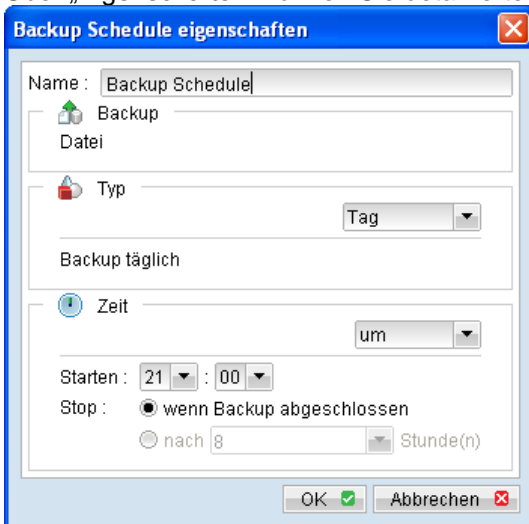 Backup Schedule eigenschaften
Name : Backup Schedule
Backup
Datei
Typ
Tag
Backup täglich
Zeit
um
Starten : 21 : 00
Stop : wenn Backup abgeschlossen
nach 8 Stunde(n)
OK Abbrechen